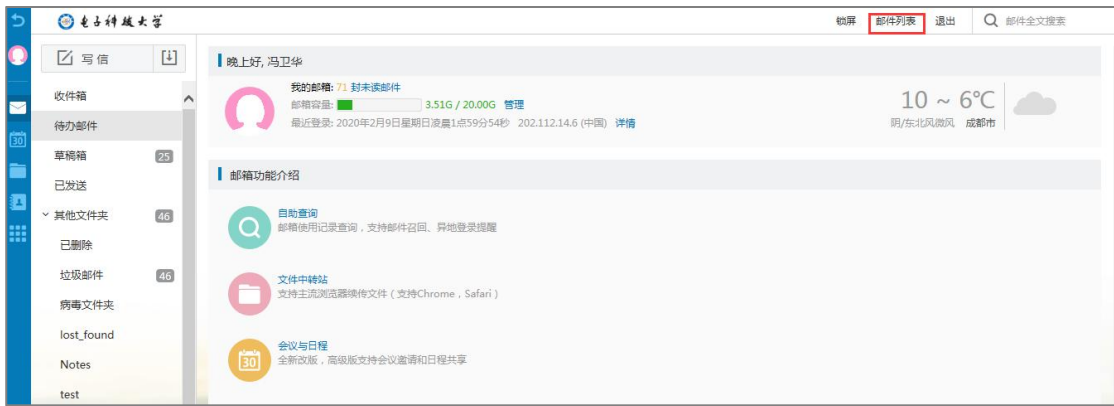 电子科技大学
锁屏 邮件列表 退出 邮件全文搜索
写信
收件箱
待办邮件
草稿箱 25
已发送
其他文件夹 46
已删除
垃圾邮件 46
病毒文件夹
lost_found
Notes
test
30
晚上好, 冯卫华
我的邮箱: 71 封未读邮件
邮箱容量: 3.51G / 20.00G 管理
最近登录: 2020年2月9日星期日凌晨1点59分54秒 202.112.14.6 (中国) 详情
10 ~ 6℃
阴/东北风微风 成都市
邮箱功能介绍
自助查询
邮箱使用记录查询，支持邮件召回、异地登录提醒
文件中转站
支持主流浏览器续传文件（支持Chrome，Safari）
会议与日程
30
全新改版，高级版支持会议邀请和日程共享